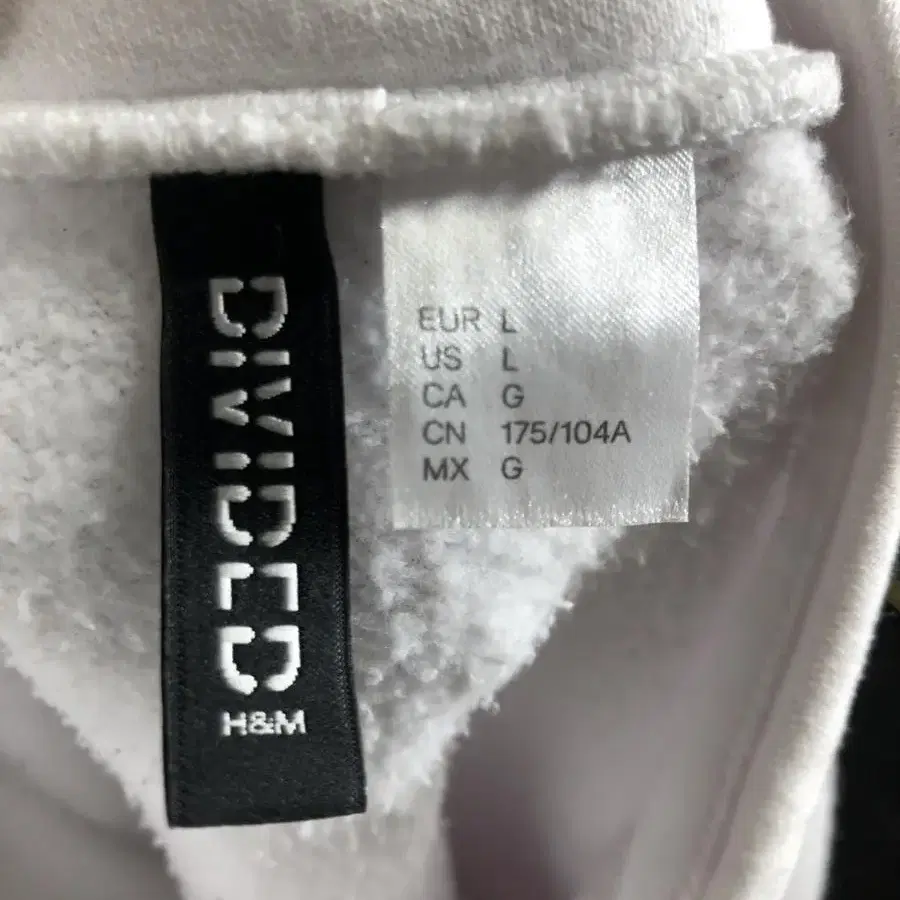 DIVIDED
H&M
EUR L
US L
CA G
CN 175/104A
MX G